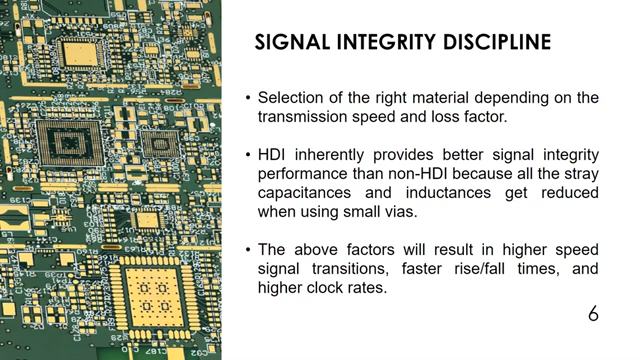 SIGNAL INTEGRITY DISCIPLINE
• Selection of the right material depending on the
transmission speed and loss factor.
• HDI inherently provides better signal integrity
performance than non-HDI because all the stray
capacitances and inductances get reduced
when using small vias.
• The above factors will result in higher speed
signal transitions, faster rise/fall times, and
higher clock rates.
6